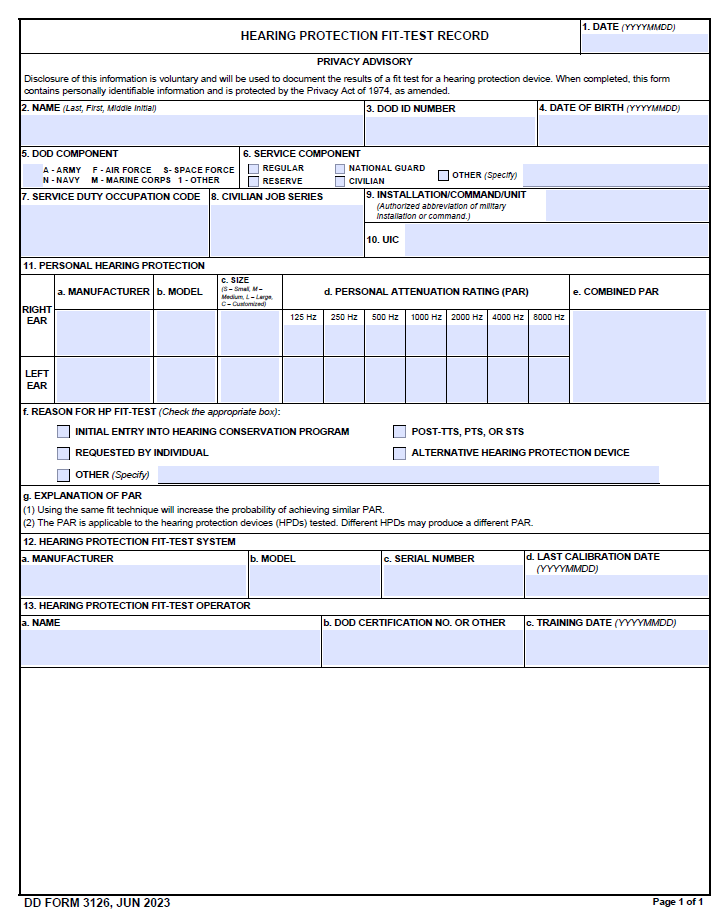 HEARING PROTECTION FIT-TEST RECORD
1. DATE (YYYYMMDD)
PRIVACY ADVISORY
Disclosure of this information is voluntary and will be used to document the results of a fit test for a hearing protection device. When completed, this form
contains personally identifiable information and is protected by the Privacy Act of 1974, as amended.
2. NAME (Last, First, Middle Initial)
3. DOD ID NUMBER
4. DATE OF BIRTH (YYYYMMDD)
5. DOD COMPONENT
A - ARMY F - AIR FORCE S- SPACE FORCE
N - NAVY M - MARINE CORPS 1 - OTHER
6. SERVICE COMPONENT
REGULAR
NATIONAL GUARD
RESERVE
CIVILIAN
OTHER (Specify)
7. SERVICE DUTY OCCUPATION CODE
8. CIVILIAN JOB SERIES
9. INSTALLATION/COMMAND/UNIT
(Authorized abbreviation of military
installation or command.)
10. UIC
11. PERSONAL HEARING PROTECTION
a. MANUFACTURER
b. MODEL
c. SIZE
(S – Small, M –
Medium, L – Large,
C – Customized)
d. PERSONAL ATTENUATION RATING (PAR)
e. COMBINED PAR
RIGHT
EAR
125 Hz
250 Hz
500 Hz
1000 Hz
2000 Hz
4000 Hz
8000 Hz
LEFT
EAR
f. REASON FOR HP FIT-TEST (Check the appropriate box):
INITIAL ENTRY INTO HEARING CONSERVATION PROGRAM
POST-TTS, PTS, OR STS
REQUESTED BY INDIVIDUAL
ALTERNATIVE HEARING PROTECTION DEVICE
OTHER (Specify)
g. EXPLANATION OF PAR
(1) Using the same fit technique will increase the probability of achieving similar PAR.
(2) The PAR is applicable to the hearing protection devices (HPDs) tested. Different HPDs may produce a different PAR.
12. HEARING PROTECTION FIT-TEST SYSTEM
a. MANUFACTURER
b. MODEL
c. SERIAL NUMBER
d. LAST CALIBRATION DATE
(YYYYMMDD)
13. HEARING PROTECTION FIT-TEST OPERATOR
a. NAME
b. DOD CERTIFICATION NO. OR OTHER
c. TRAINING DATE (YYYYMMDD)
DD FORM 3126, JUN 2023
Page 1 of 1